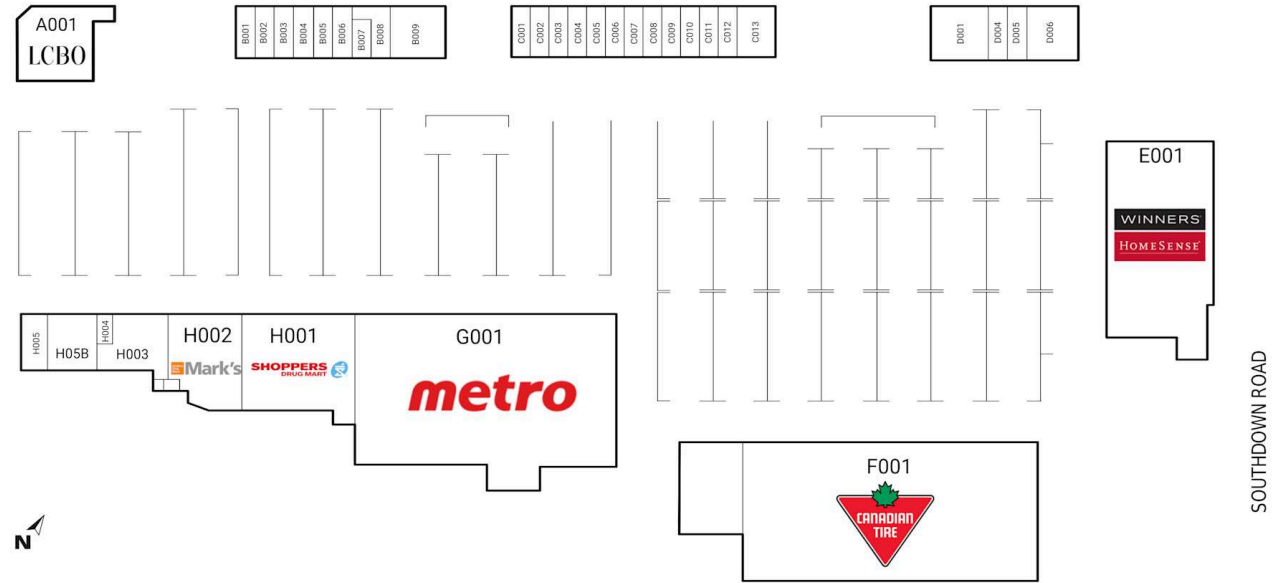 A001
LCBO
B001
B002
B003
B004
B005
B006
B007
B008
B009
C001
C002
C003
C004
C005
C006
C007
C008
C009
C010
C011
C012
C013
D001
D004
D005
D006
E001
WINNERS
HOMESENSE
H005
H05B
H004
H003
H002
Mark's
H001
SHOPPERS
DRUG MART
G001
metro
F001
CANADIAN
TIRE
SOUTHDOWN ROAD
N